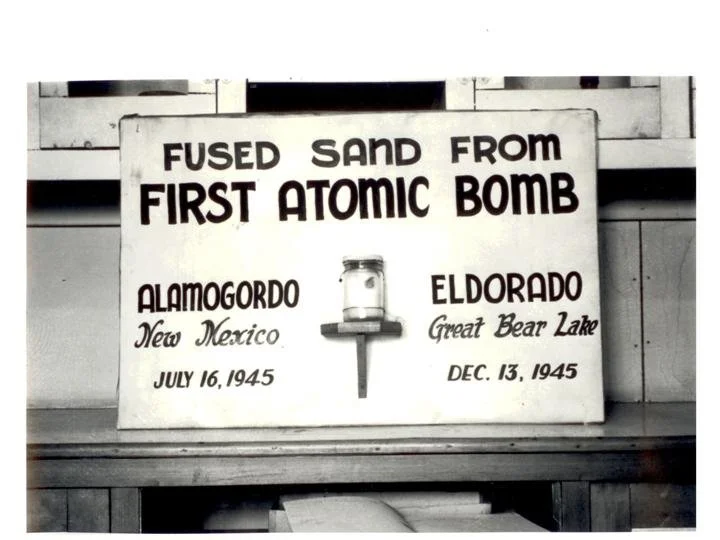 FUSED SAND FROM
FIRST ATOMIC BOMB
ALAMOGORDO
New Mexico
JULY 16, 1945
ELDORADO
Great Bear Lake
DEC. 13, 1945